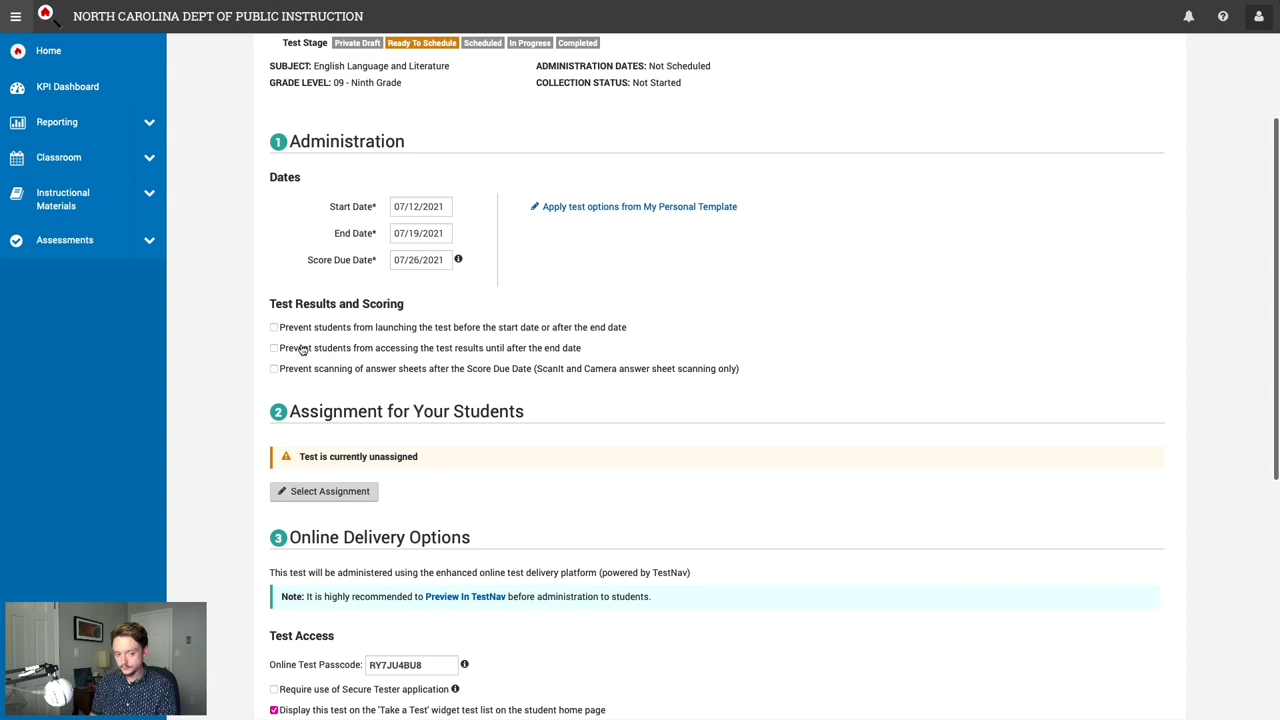 NORTH CAROLINA DEPT OF PUBLIC INSTRUCTION
Home
KPI Dashboard
Reporting
Classroom
Instructional
Materials
Assessments
Test Stage Private Draft Ready To Schedule Scheduled In Progress Completed
SUBJECT: English Language and Literature ADMINISTRATION DATES: Not Scheduled
GRADE LEVEL: 09 - Ninth Grade COLLECTION STATUS: Not Started
1 Administration
Dates
Start Date* 07/12/2021 Apply test options from My Personal Template
End Date* 07/19/2021
Score Due Date* 07/26/2021
Test Results and Scoring
Prevent students from launching the test before the start date or after the end date
Prevent students from accessing the test results until after the end date
Prevent scanning of answer sheets after the Score Due Date (ScanIt and Camera answer sheet scanning only)
2 Assignment for Your Students
Test is currently unassigned
Select Assignment
3 Online Delivery Options
This test will be administered using the enhanced online test delivery platform (powered by TestNav)
Note: It is highly recommended to Preview In TestNav before administration to students.
Test Access
Online Test Passcode: RY7JU4BU8
Require use of Secure Tester application
Display this test on the 'Take a Test' widget test list on the student home page